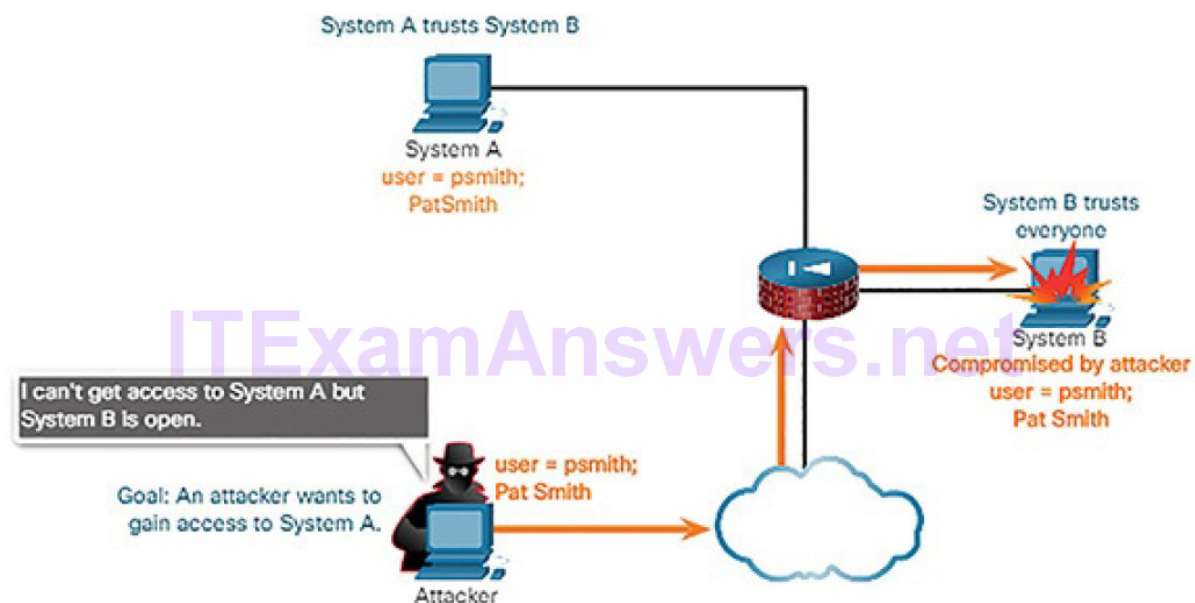 System A trusts System B
System A
user = psmith;
PatSmith
System B trusts
everyone
System B
Compromised by attacker
user = psmith;
Pat Smith
ITExamAnswers.net
I can't get access to System A but
System B is open.
user = psmith;
Pat Smith
Goal: An attacker wants to
gain access to System A.
Attacker